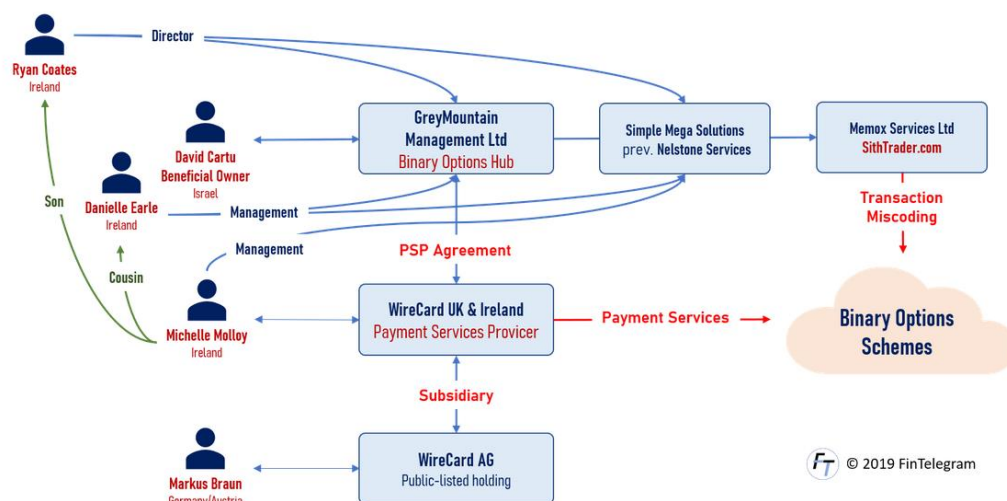 Director
Ryan Coates
Ireland
GreyMountain
Management Ltd
Binary Options Hub
Simple Mega Solutions
prev. Nelstone Services
Memox Services Ltd
SithTrader.com
David Cartu
Beneficial Owner
Israel
Son
Danielle Earle
Ireland
Management
Transaction
Miscoding
Management
PSP Agreement
Cousin
WireCard UK & Ireland
Payment Services Provicer
Payment Services
Binary Options
Schemes
Michelle Molloy
Ireland
Subsidiary
WireCard AG
Public-listed holding
Markus Braun
Germany/Austria
FT © 2019 FinTelegram